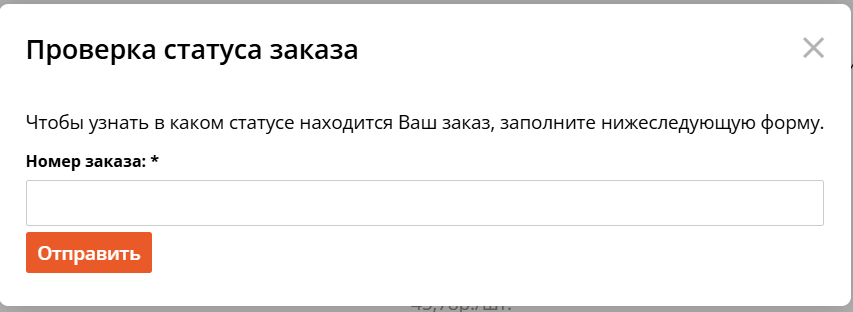 Проверка статуса заказа
Чтобы узнать в каком статусе находится Ваш заказ, заполните нижеследующую форму.
Номер заказа: *
Отправить